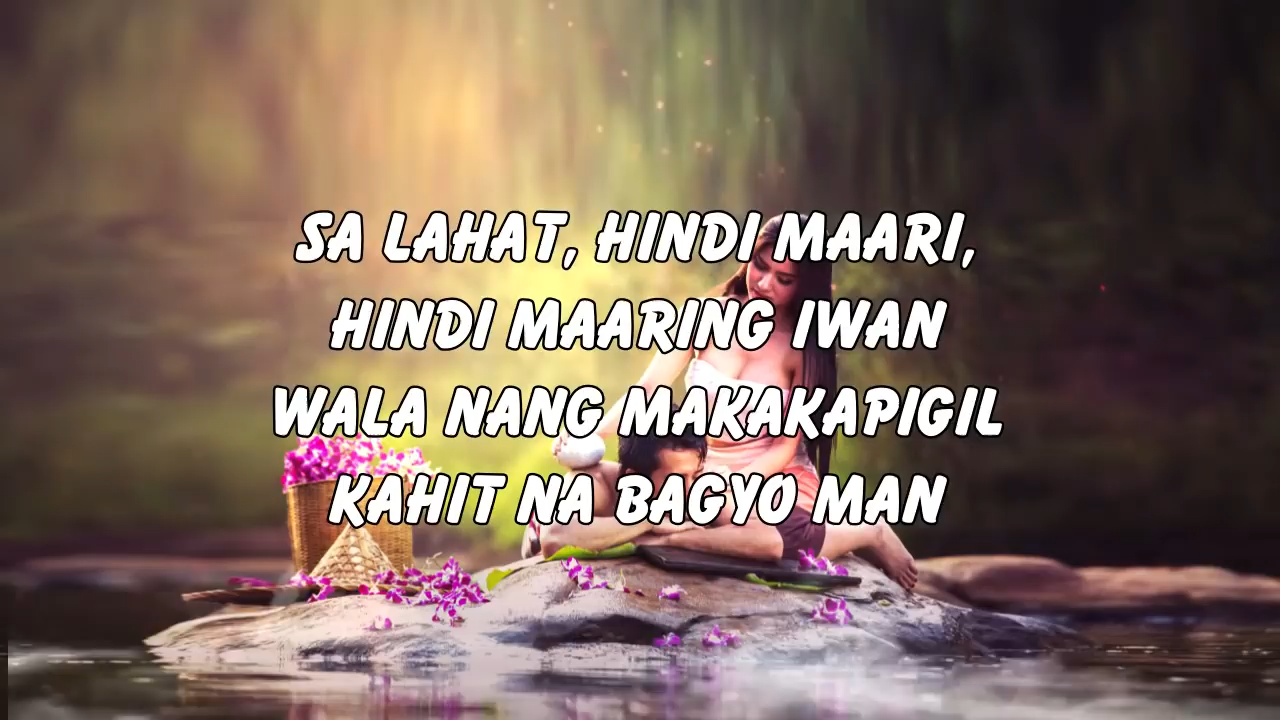 SA LAHAT, HINDI MAARI,
HINDI MAARING IWAN
WALA NANG MAKAKAPIGIL
KAHIT NA BAGYO MAN